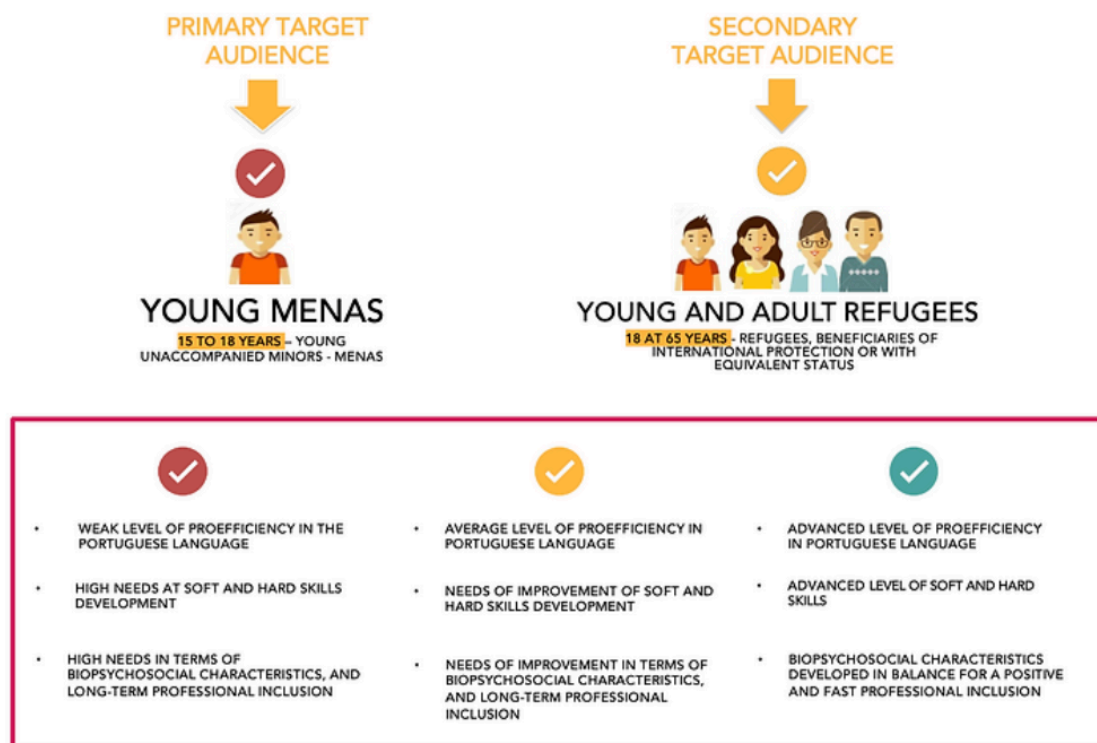 PRIMARY TARGET
AUDIENCE
YOUNG MENAS
15 TO 18 YEARS – YOUNG
UNACCOMPANIED MINORS - MENAS
SECONDARY
TARGET AUDIENCE
YOUNG AND ADULT REFUGEES
18 AT 65 YEARS - REFUGEES, BENEFICIARIES OF
INTERNATIONAL PROTECTION OR WITH
EQUIVALENT STATUS
• WEAK LEVEL OF PROEFFICIENCY IN THE
PORTUGUESE LANGUAGE
• HIGH NEEDS AT SOFT AND HARD SKILLS
DEVELOPMENT
• HIGH NEEDS IN TERMS OF
BIOPSYCHOSOCIAL CHARACTERISTICS, AND
LONG-TERM PROFESSIONAL INCLUSION
• AVERAGE LEVEL OF PROEFFICIENCY IN
PORTUGUESE LANGUAGE
• NEEDS OF IMPROVEMENT OF SOFT AND
HARD SKILLS DEVELOPMENT
• NEEDS OF IMPROVEMENT IN TERMS OF
BIOPSYCHOSOCIAL CHARACTERISTICS,
AND LONG-TERM PROFESSIONAL
INCLUSION
• ADVANCED LEVEL OF PROEFFICIENCY
IN PORTUGUESE LANGUAGE
• ADVANCED LEVEL OF SOFT AND HARD
SKILLS
• BIOPSYCHOSOCIAL CHARACTERISTICS
DEVELOPED IN BALANCE FOR A POSITIVE
AND FAST PROFESSIONAL INCLUSION